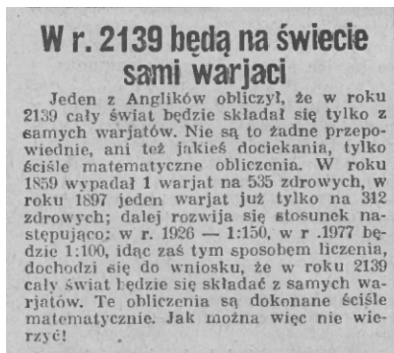 W r. 2139 będą na świecie
sami warjaci
Jeden z Anglików obliczył, że w roku
2139 cały świat będzie składał się tylko z
samych warjatów. Nie są to żadne przepo-
wiednie, ani też jakieś dociekania, tylko
ściśle matematyczne obliczenia. W roku
1859 wypadał 1 warjat na 535 zdrowych, w
roku 1897 jeden warjat już tylko na 312
zdrowych; dalej rozwija się stosunek na-
stępująco: w r. 1926 — 1:150, w r .1977 bę-
dzie 1:100, idąc zaś tym sposobem liczenia,
dochodzi się do wniosku, że w roku 2139
cały świat będzie się składać z samych wa-
rjatów. Te obliczenia są dokonane ściśle
matematycznie. Jak można więc nie wie-
rzyć!